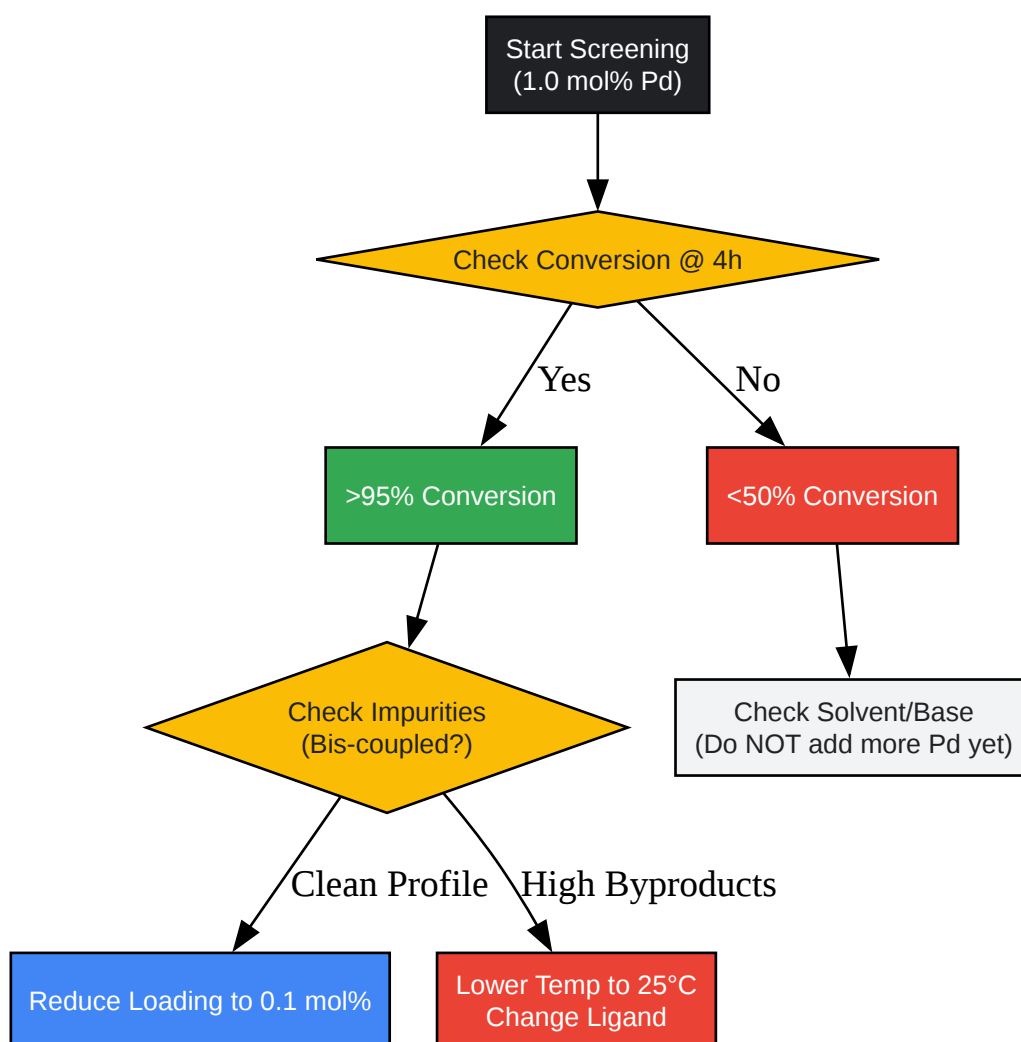 Start Screening
(1.0 mol% Pd)
Check Conversion @ 4h
Yes
No
>95% Conversion
<50% Conversion
Check Impurities
(Bis-coupled?)
Check Solvent/Base
(Do NOT add more Pd yet)
Clean Profile
High Byproducts
Reduce Loading to 0.1 mol%
Lower Temp to 25°C
Change Ligand